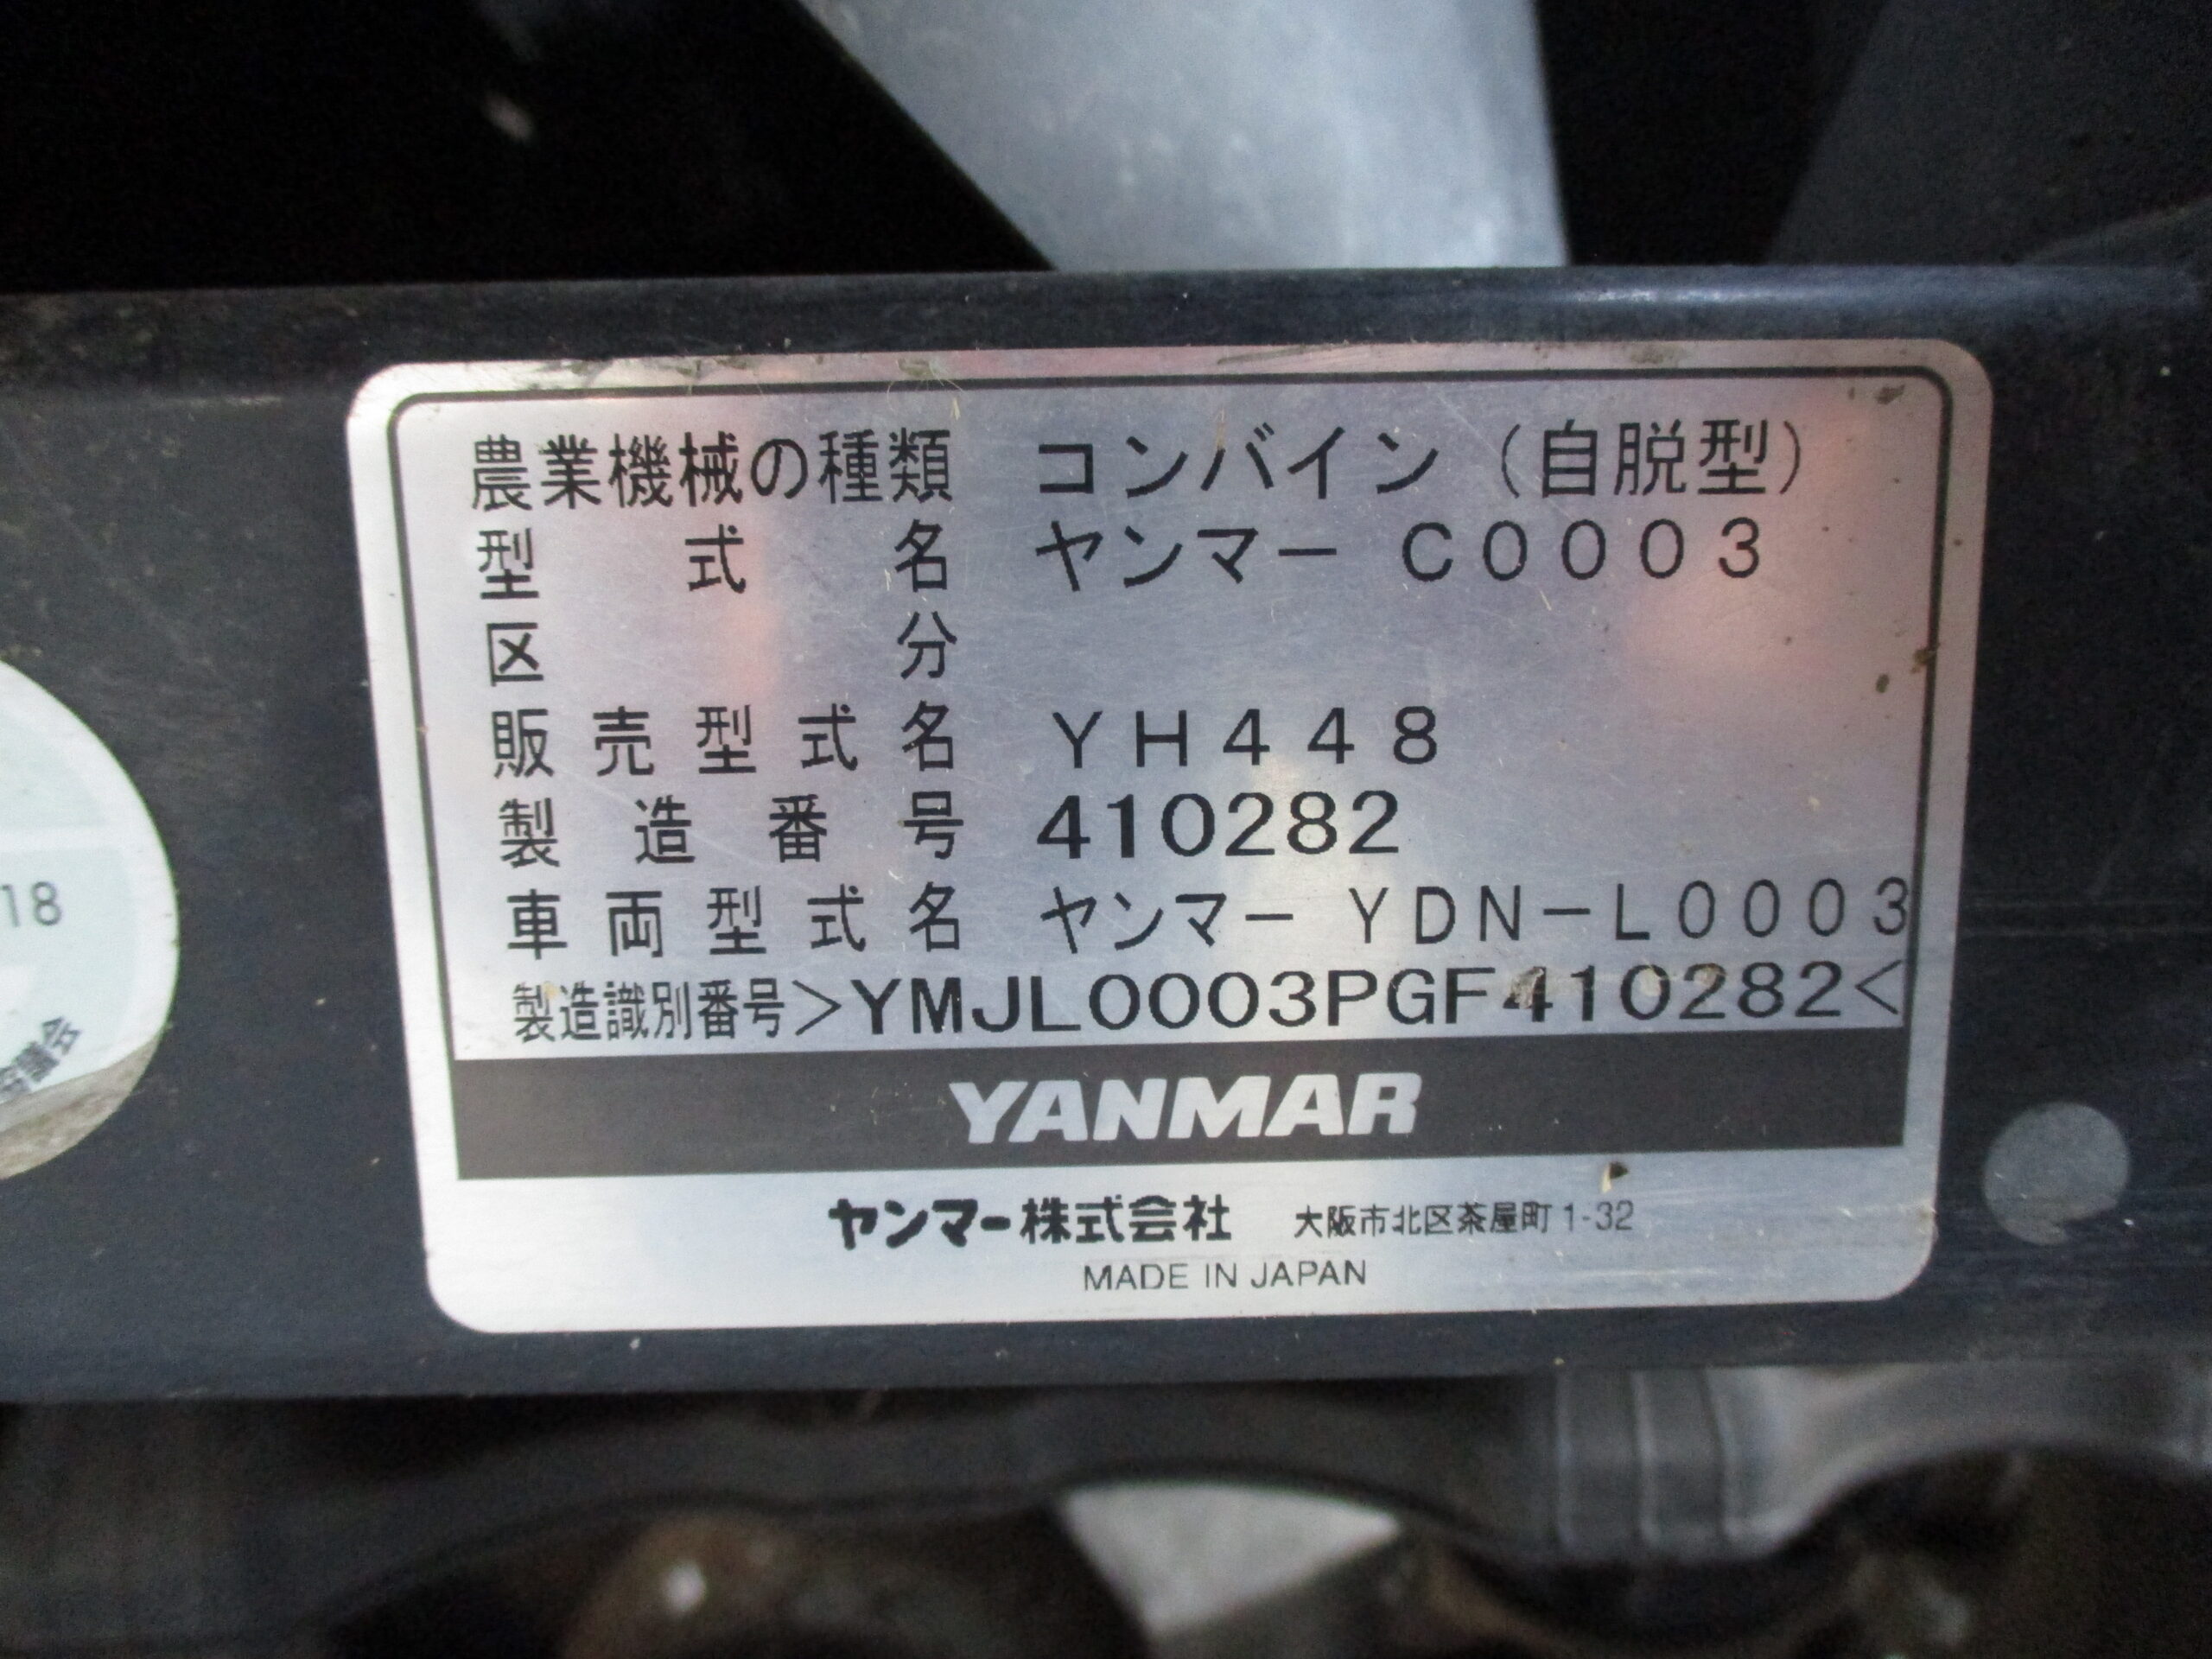 農業機械の種類 コンバイン（自脱型）
型式名 ヤンマー C0003
区分
販売型式名 YH448
製造番号 410282
車両型式名 ヤンマー YDN-L0003
製造識別番号>YMJL0003PGF410282<
YANMAR
ヤンマー株式会社 大阪市北区茶屋町1-32
MADE IN JAPAN
18